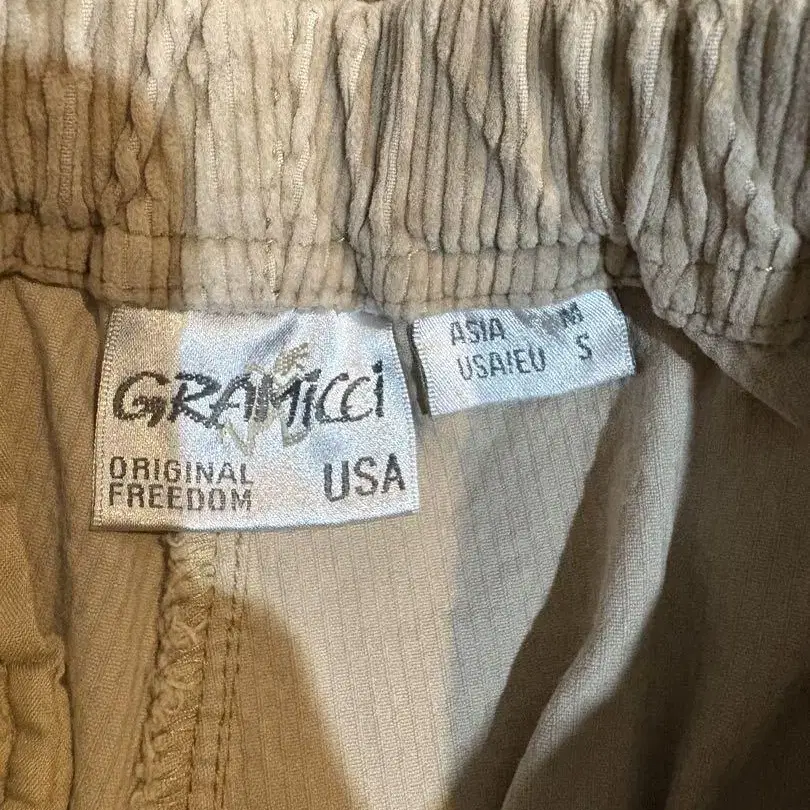 GRAMiCCi
ORIGINAL
FREEDOM
USA
ASIA M
USA/EU S